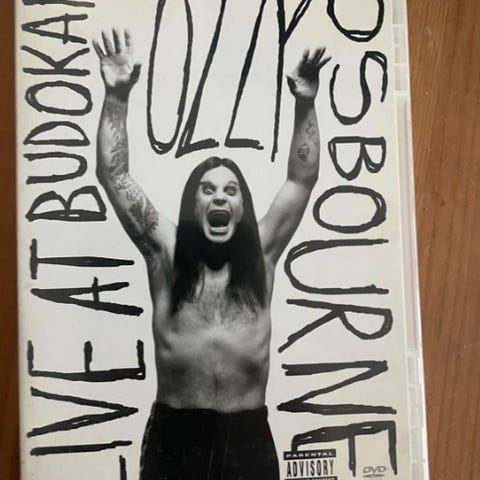 OZZY
OSBOURNE
LIVE AT BUDOKAN
PARENTAL
ADVISORY
DVD